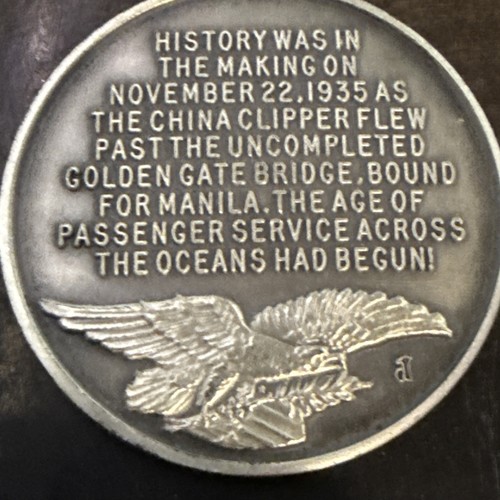 HISTORY WAS IN
THE MAKING ON
NOVEMBER 22, 1935 AS
THE CHINA CLIPPER FLEW
PAST THE UNCOMPLETED
GOLDEN GATE BRIDGE, BOUND
FOR MANILA. THE AGE OF
PASSENGER SERVICE ACROSS
THE OCEANS HAD BEGUN!